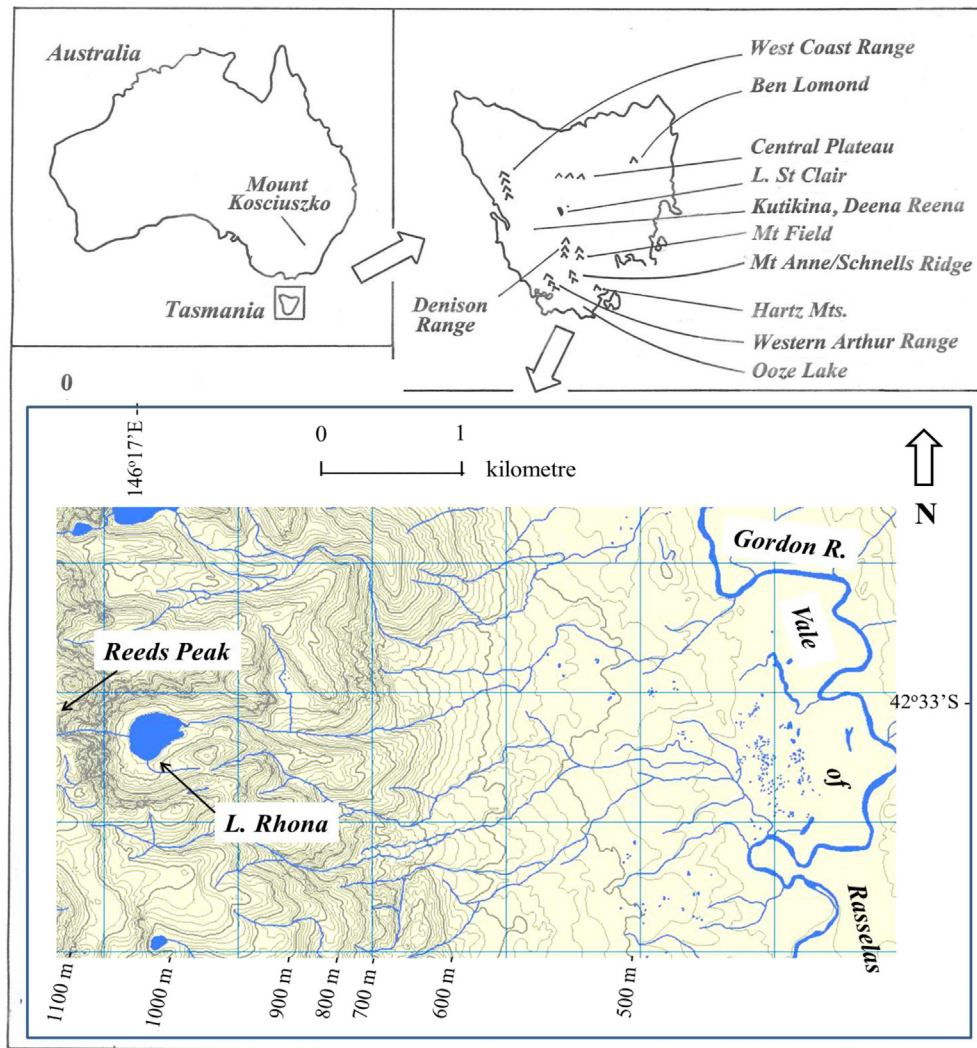 Australia
Mount
Kosciuszko
Tasmania
West Coast Range
Ben Lomond
Central Plateau
L. St Clair
Kutikina, Deena Reena
Mt Field
Mt Anne/Schnells Ridge
Denison
Range
Hartz Mts.
Western Arthur Range
Ooze Lake
0
146°17'E
0 1
kilometre
N
Gordon R.
Vale
Reeds Peak
42°33'S
of
L. Rhona
Rasselas
1100 m
1000 m
900 m
800 m
700 m
600 m
500 m